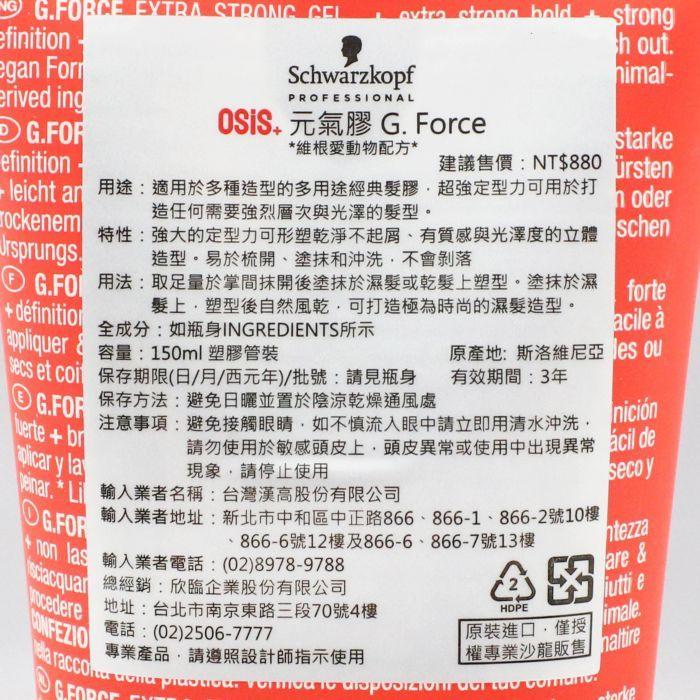 NG G.FORCE EXTRA STRONG GEL + extra strong hold + strong
efinition
sh out.
egan For
nimal-
erived ing
D G.FOR
starke
efinition -
ürsten
+ leicht an
n oder
rockenem
schen
Ursprungs.
F G.FO
forte
+ définition
acile à
appliquer &
les ou
secs et coif
E G.FOR
inición
fuerte + br
ácil de
aplicar y lav
seco y
peinar. * Li
I G.FOR
ntezza
+ non las
are &
sciacquar
iutti e
procedere
imale.
CONFEZIO
mattire
NL
Schwarzkopf
PROFESSIONAL
OSiS+ 元氣膠 G. Force
*維根愛動物配方*
建議售價：NT$880
用途：適用於多種造型的多用途經典髮膠，超強定型力可用於打
造任何需要強烈層次與光澤的髮型。
特性：強大的定型力可形塑乾淨不起屑、有質感與光澤度的立體
造型。易於梳開、塗抹和沖洗，不會剝落
用法：取足量於掌間抹開後塗抹於濕髮或乾髮上塑型。塗抹於濕
髮上，塑型後自然風乾，可打造極為時尚的濕髮造型。
全成分：如瓶身INGREDIENTS所示
容量：150ml 塑膠管裝 原產地: 斯洛維尼亞
保存期限(日/月/西元年)/批號：請見瓶身 有效期間：3年
保存方法：避免日曬並置於陰涼乾燥通風處
注意事項：避免接觸眼睛，如不慎流入眼中請立即用清水沖洗，
請勿使用於敏感頭皮上，頭皮異常或使用中出現異常
現象，請停止使用
輸入業者名稱：台灣漢高股份有限公司
輸入業者地址：新北市中和區中正路866、866-1、866-2號10樓
、866-6號12樓及866-6、866-7號13樓
輸入業者電話：(02)8978-9788
總經銷：欣臨企業股份有限公司
地址：台北市南京東路三段70號4樓
電話：(02)2506-7777
專業產品，請遵照設計師指示使用
2
HDPE
原裝進口，僅授
權專業沙龍販售